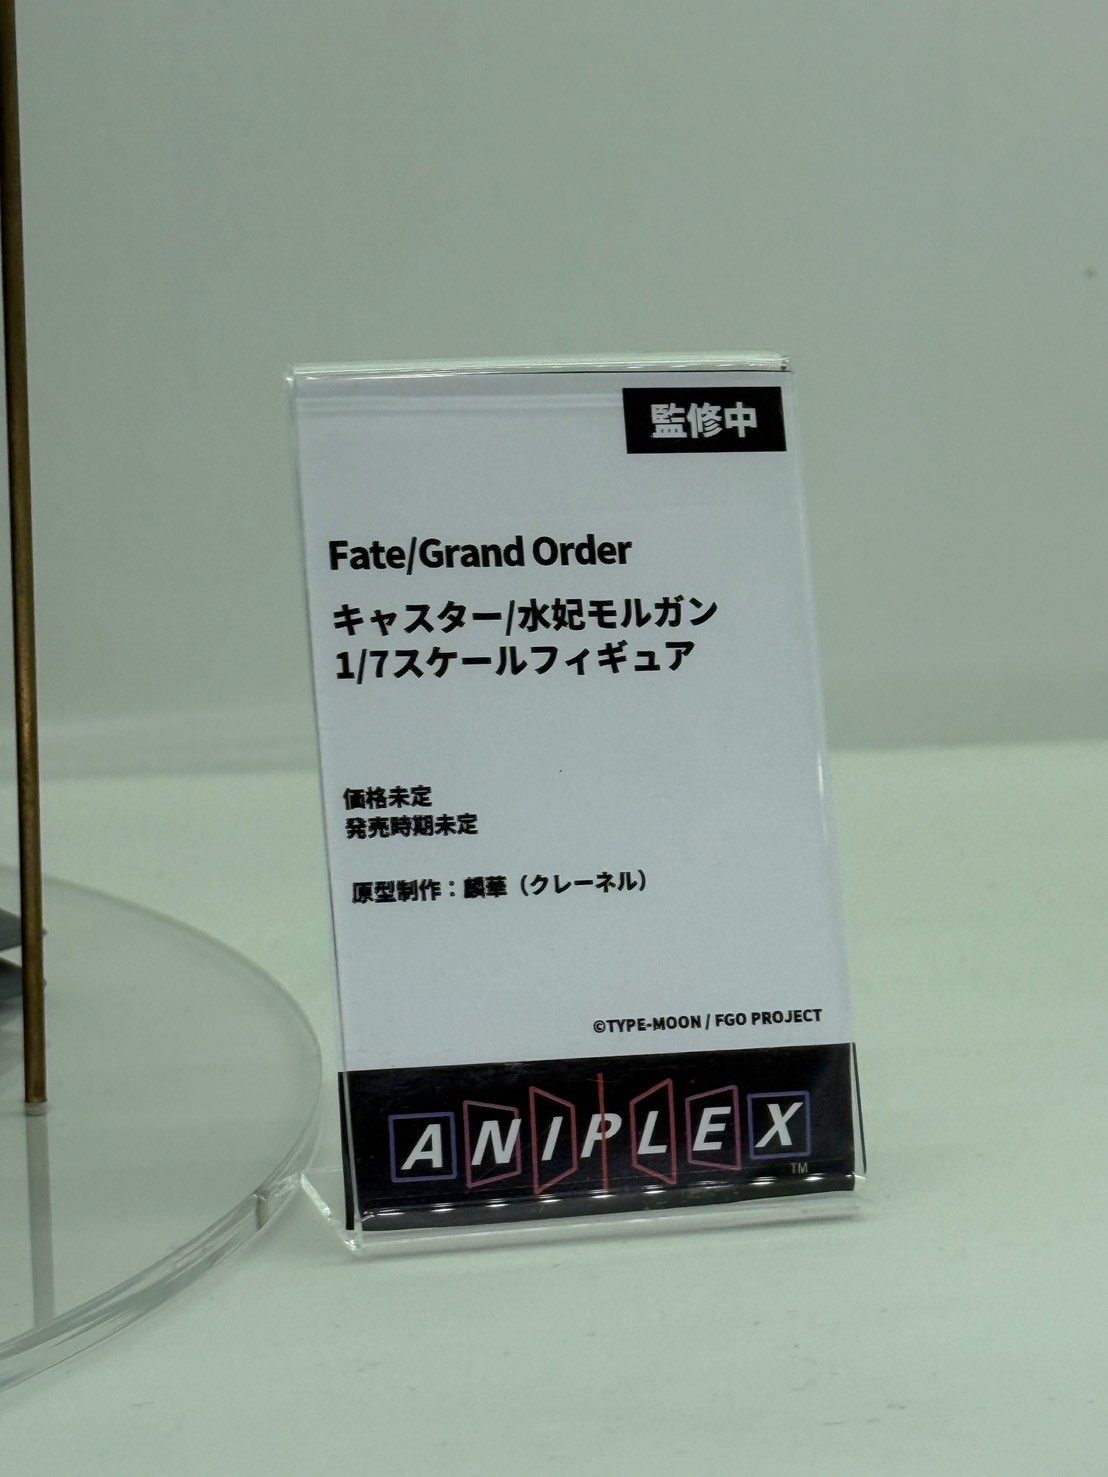 監修中
Fate/Grand Order
キャスター/水妃モルガン
1/7スケールフィギュア
価格未定
発売時期未定
原型制作：麟華（クレーネル）
©TYPE-MOON / FGO PROJECT
ANIPLEX
TM